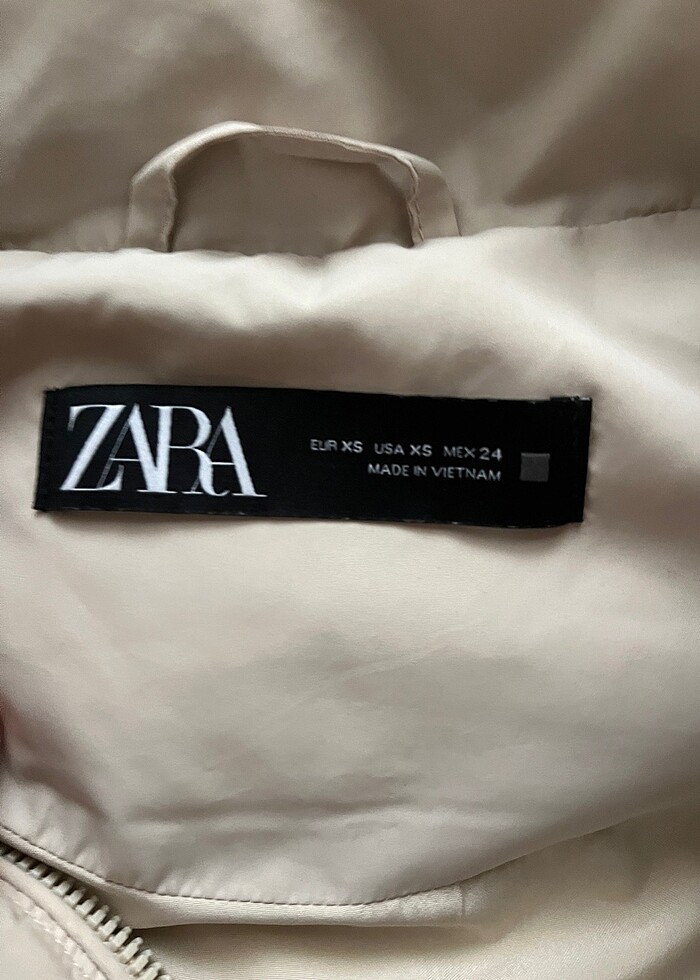 ZARA
EUR XS USA XS MEX 24
MADE IN VIETNAM